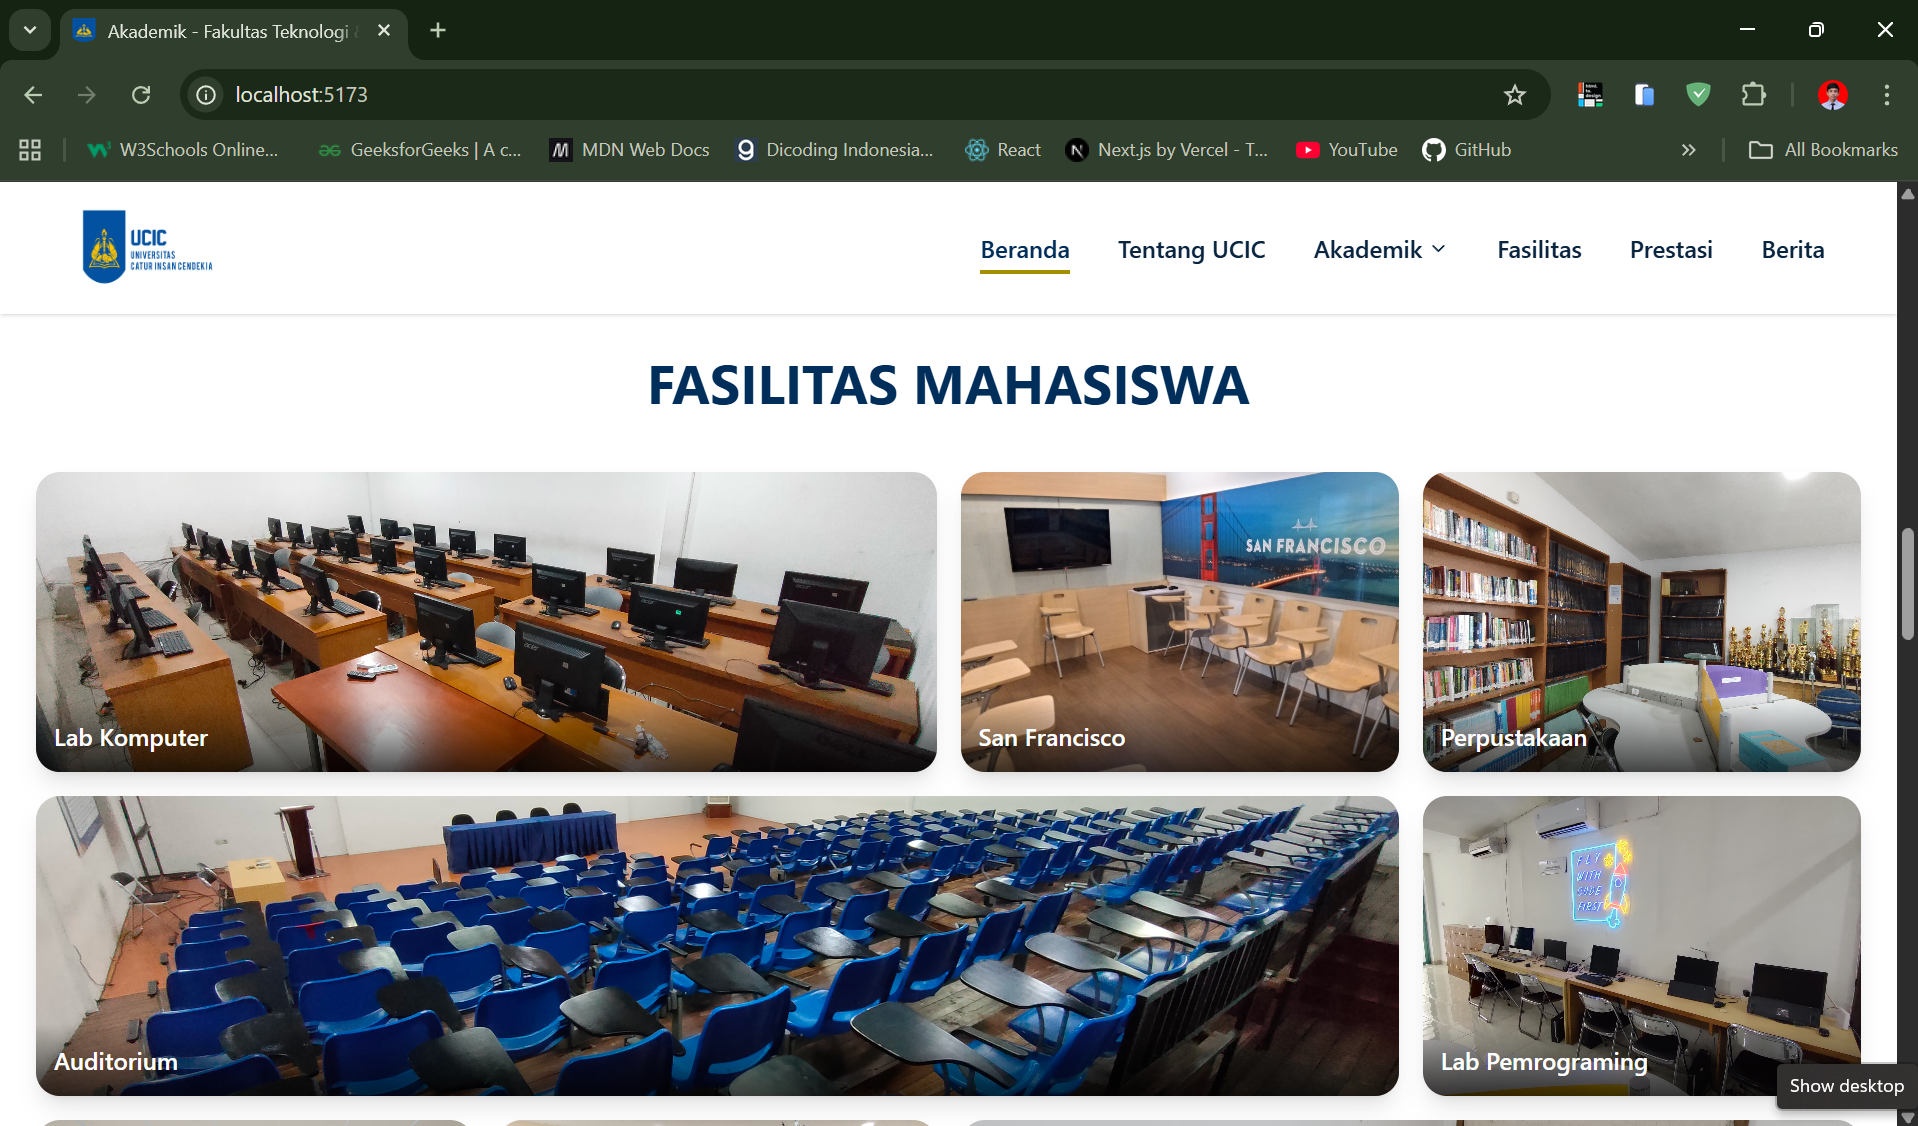 Akademik - Fakultas Teknologi
localhost:5173
W3Schools Online...
GeeksforGeeks | A c...
MDN Web Docs
Dicoding Indonesia...
React
Next.js by Vercel - T...
YouTube
GitHub
All Bookmarks
UCIC
UNIVERSITAS
CATUR INSAN CENDEKIA
Beranda
Tentang UCIC
Akademik
Fasilitas
Prestasi
Berita
FASILITAS MAHASISWA
SAN FRANCISCO
Lab Komputer
San Francisco
Perpustakaan
FLY
WITH
CODE
FIRST
Auditorium
Lab Pemrograming
Show desktop